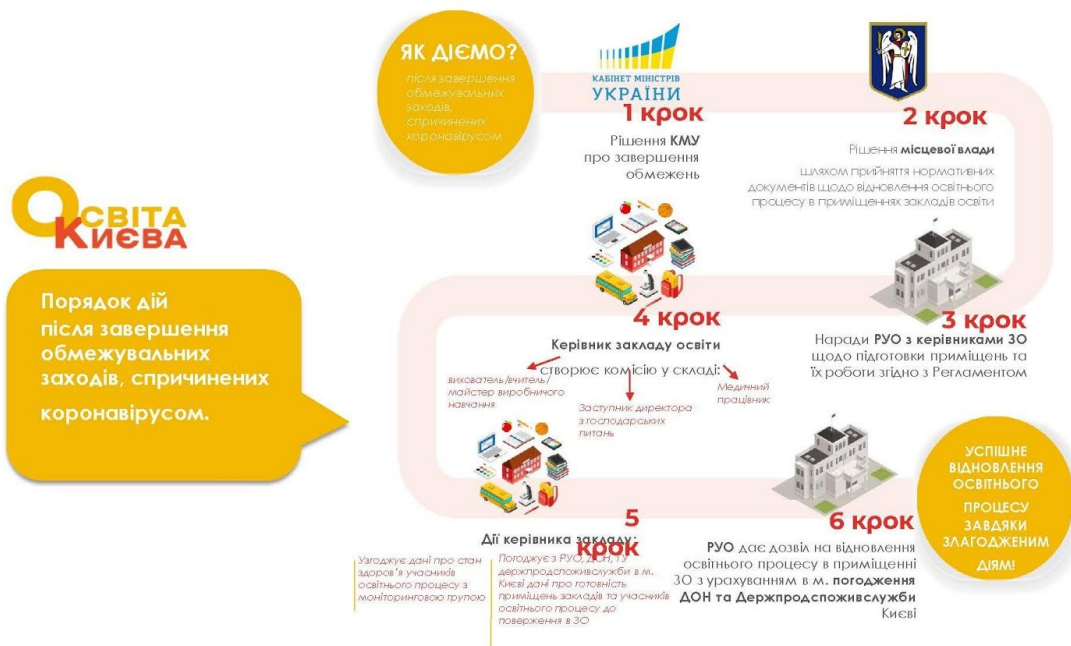 ОСВІТА
КИЄВА
Порядок дій
після завершення
обмежувальних
заходів, спричинених
коронавірусом.
ЯК ДІЄМО?
після завершення
обмежувальних
заходів,
спричинених
коронавірусом
КАБІНЕТ МІНІСТРІВ
УКРАЇНИ
1 крок
Рішення КМУ
про завершення
обмежень
2 крок
Рішення місцевої влади
шляхом прийняття нормативних
документів щодо відновлення освітнього
процесу в приміщеннях закладів освіти
3 крок
Наради РУО з керівниками ЗО
щодо підготовки приміщень та
їх роботи згідно з Регламентом
4 крок
Керівник закладу освіти
створює комісію у складі:
вихователь/вчитель/
майстер виробничого
навчання
Заступник директора
з господарських
питань
Медичний
працівник
5
крок
Дії керівника закладу:
Узгоджує дані про стан
здоров'я учасників
освітнього процесу з
моніторинговою групою
Погоджує з РУО, ДОН, ГУ
держпродспоживслужби в м.
Києві дані про готовність
приміщень закладів та учасників
освітнього процесу до
повернення в ЗО
6 крок
РУО дає дозвіл на відновлення
освітнього процесу в приміщенні
ЗО з урахуванням в м. погодження
ДОН та Держпродспоживслужби
Києві
УСПІШНЕ
ВІДНОВЛЕННЯ
ОСВІТНЬОГО
ПРОЦЕСУ
ЗАВДЯКИ
ЗЛАГОДЖЕНИМ
ДІЯМ!